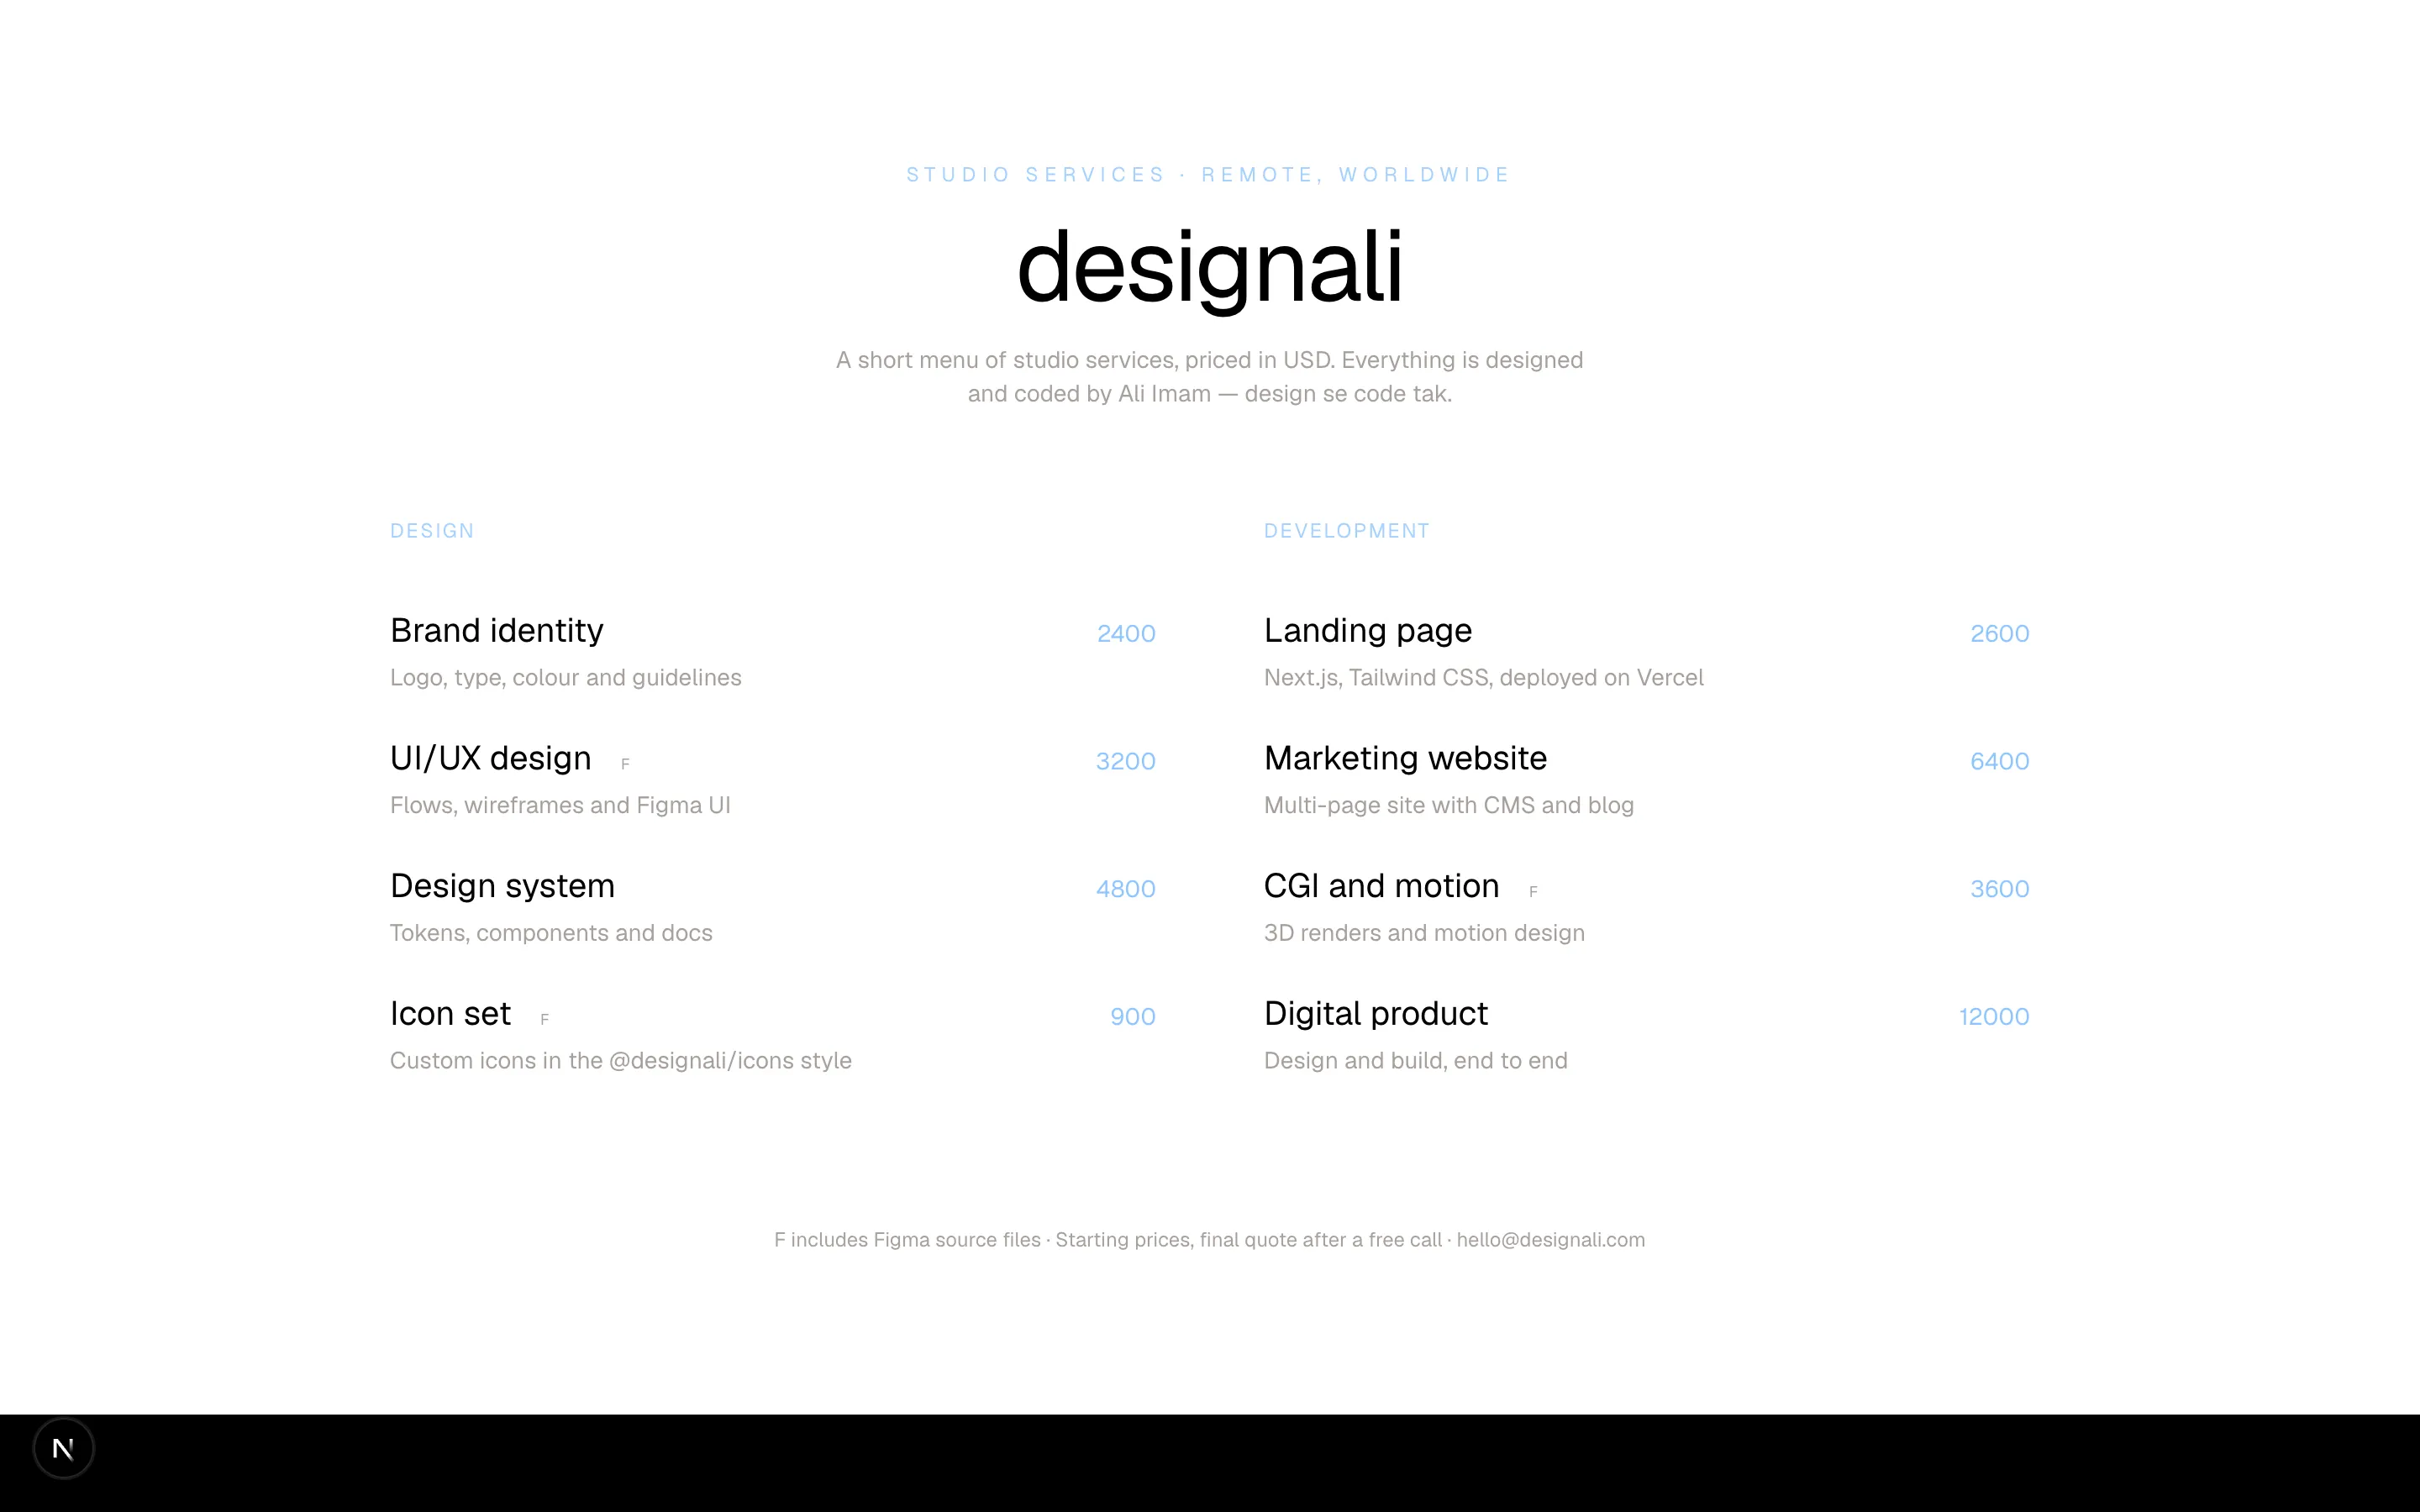 STUDIO SERVICES · REMOTE, WORLDWIDE
designali
A short menu of studio services, priced in USD. Everything is designed
and coded by Ali Imam — design se code tak.
DESIGN
Brand identity 2400
Logo, type, colour and guidelines
UI/UX design F 3200
Flows, wireframes and Figma UI
Design system 4800
Tokens, components and docs
Icon set F 900
Custom icons in the @designali/icons style
DEVELOPMENT
Landing page 2600
Next.js, Tailwind CSS, deployed on Vercel
Marketing website 6400
Multi-page site with CMS and blog
CGI and motion F 3600
3D renders and motion design
Digital product 12000
Design and build, end to end
F includes Figma source files · Starting prices, final quote after a free call · hello@designali.com
N